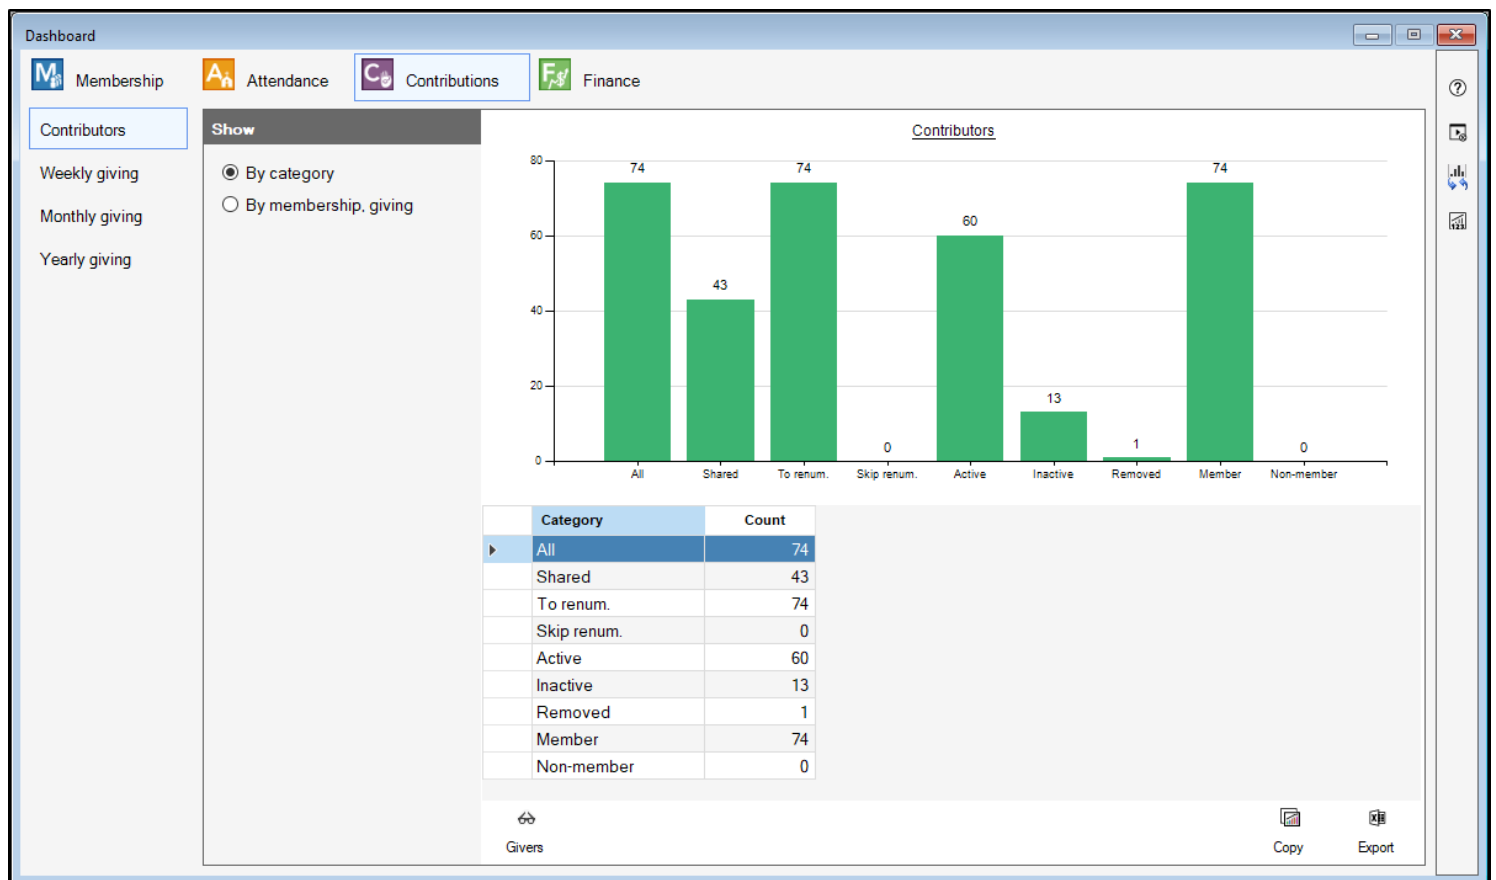 Dashboard
Membership
Attendance
Contributions
Finance
Contributors
Weekly giving
Monthly giving
Yearly giving
Show
By category
By membership, giving
Contributors
80
60
40
20
0
74
43
74
0
60
13
1
74
0
All
Shared
To renum.
Skip renum.
Active
Inactive
Removed
Member
Non-member
Category Count
All 74
Shared 43
To renum. 74
Skip renum. 0
Active 60
Inactive 13
Removed 1
Member 74
Non-member 0
Givers
Copy
Export